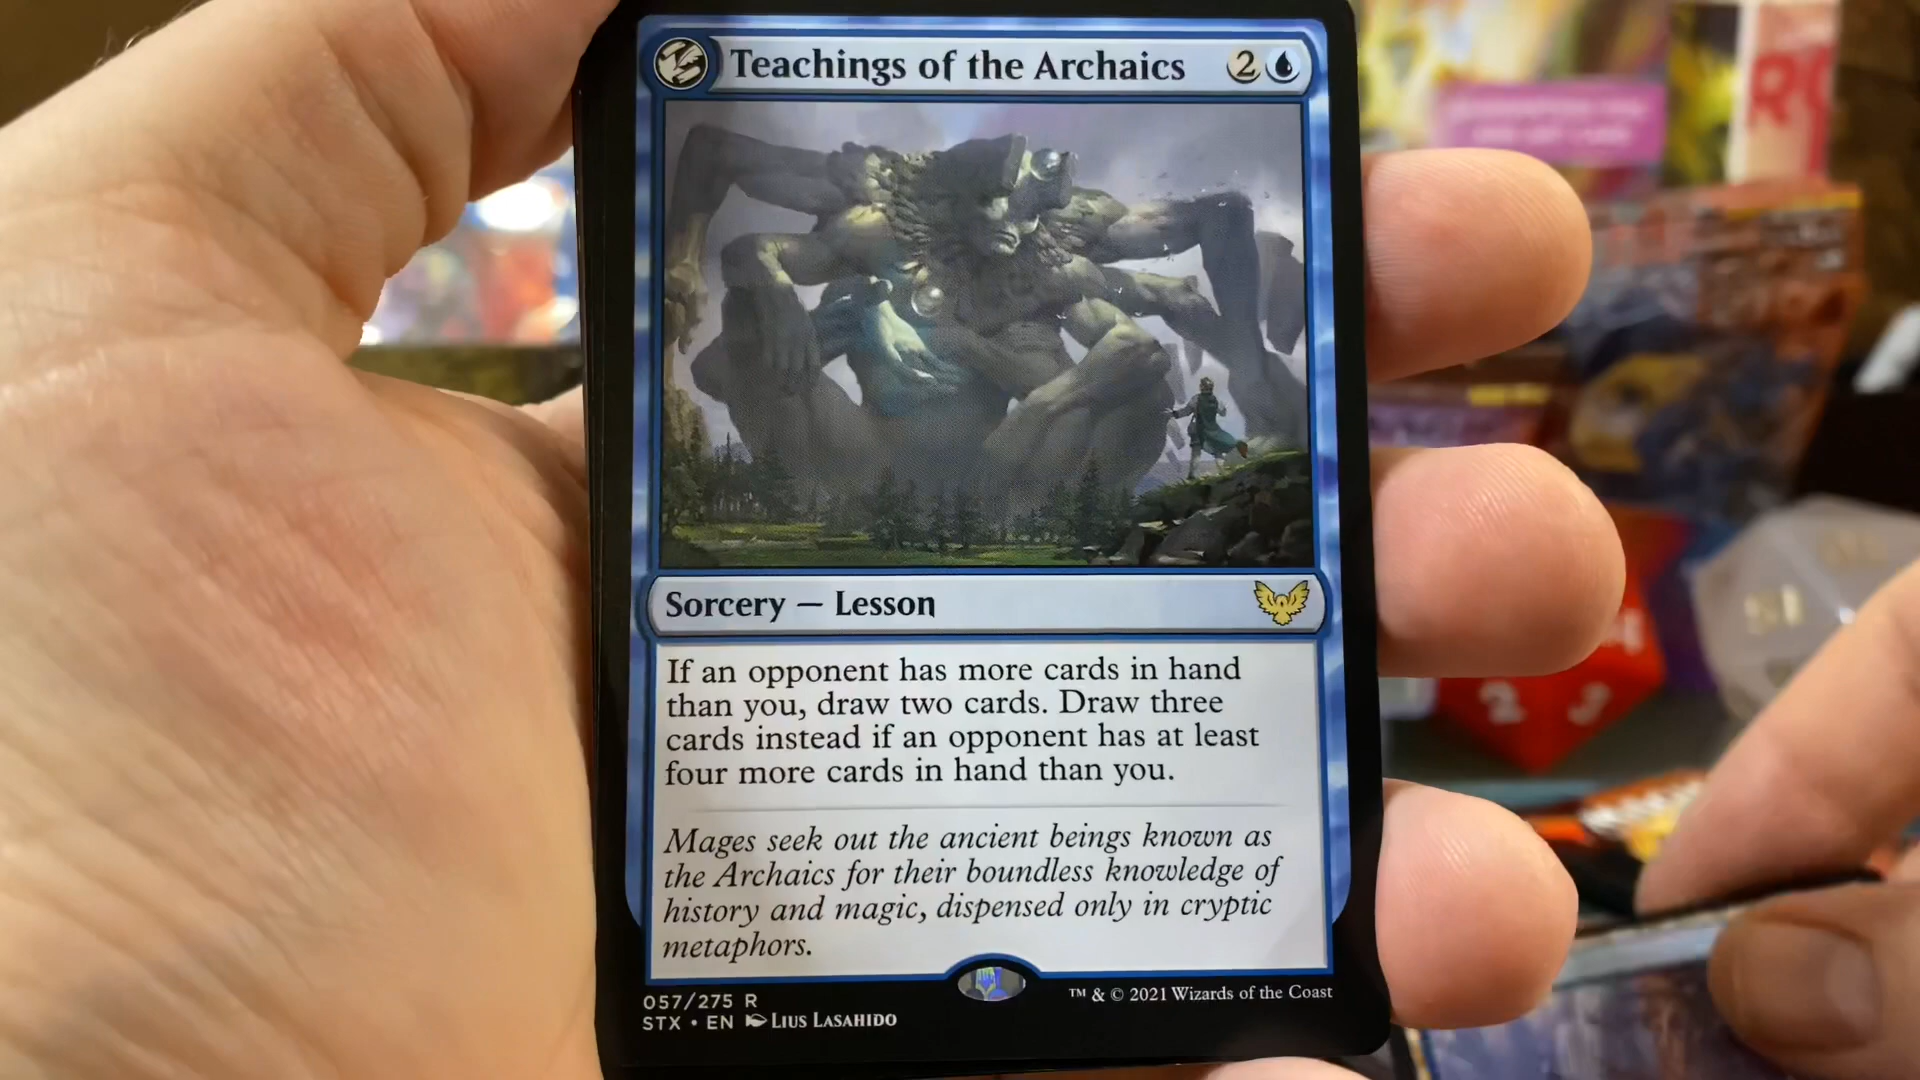 Teachings of the Archaics 2
Sorcery — Lesson
If an opponent has more cards in hand
than you, draw two cards. Draw three
cards instead if an opponent has at least
four more cards in hand than you.
Mages seek out the ancient beings known as
the Archaics for their boundless knowledge of
history and magic, dispensed only in cryptic
metaphors.
057/275 R
STX • EN LIUS LASAHIDO
™ & © 2021 Wizards of the Coast
2